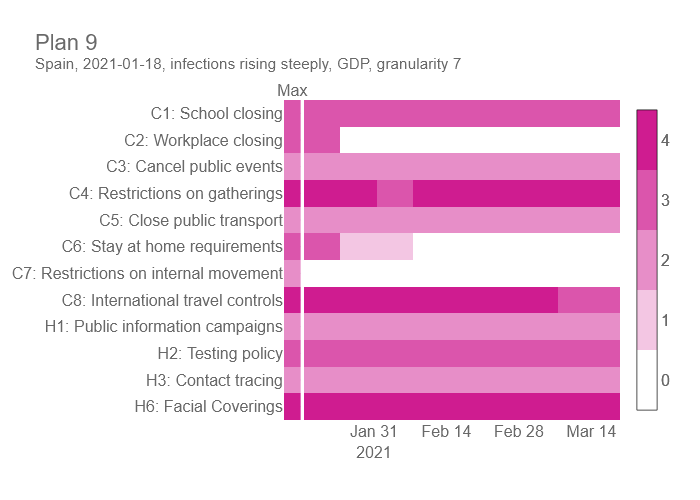 Plan 9
Spain, 2021-01-18, infections rising steeply, GDP, granularity 7
Max
C1: School closing
C2: Workplace closing
C3: Cancel public events
C4: Restrictions on gatherings
C5: Close public transport
C6: Stay at home requirements
C7: Restrictions on internal movement
C8: International travel controls
H1: Public information campaigns
H2: Testing policy
H3: Contact tracing
H6: Facial Coverings
4
3
2
1
0
Jan 31 Feb 14 Feb 28 Mar 14
2021